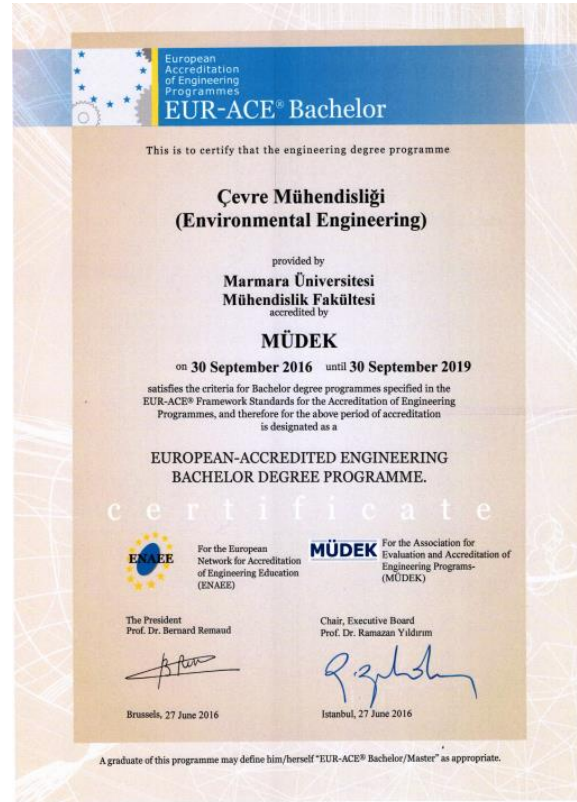 European
Accreditation
of Engineering
Programmes
EUR-ACE® Bachelor
This is to certify that the engineering degree programme
Çevre Mühendisliği
(Environmental Engineering)
provided by
Marmara Üniversitesi
Mühendislik Fakültesi
accredited by
MÜDEK
on 30 September 2016 until 30 September 2019
satisfies the criteria for Bachelor degree programmes specified in the
EUR-ACE® Framework Standards for the Accreditation of Engineering
Programmes, and therefore for the above period of accreditation
is designated as a
EUROPEAN-ACCREDITED ENGINEERING
BACHELOR DEGREE PROGRAMME.
certificate
ENAEE
For the European
Network for Accreditation
of Engineering Education
(ENAEE)
MÜDEK
For the Association for
Evaluation and Accreditation of
Engineering Programs-
(MÜDEK)
The President
Prof. Dr. Bernard Remaud
Chair, Executive Board
Prof. Dr. Ramazan Yıldırım
Brussels, 27 June 2016
Istanbul, 27 June 2016
A graduate of this programme may define him/herself "EUR-ACE® Bachelor/Master" as appropriate.